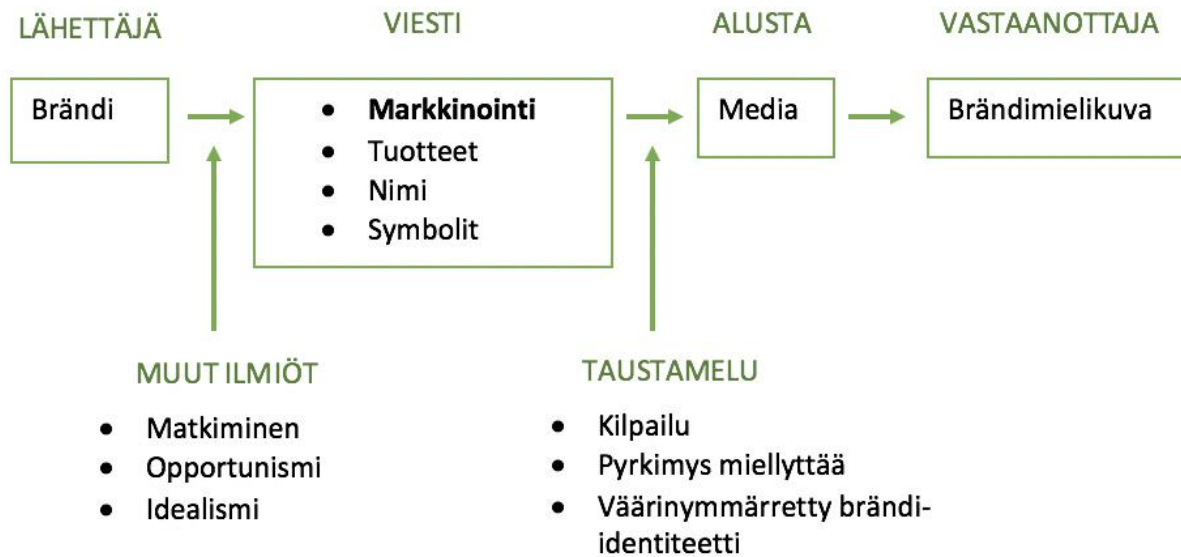 LÄHETTÄJÄ
VIESTI
ALUSTA
VASTAANOTTAJA
Brändi
• Markkinointi
• Tuotteet
• Nimi
• Symbolit
Media
Brändimielikuva
MUUT ILMIÖT
• Matkiminen
• Opportunismi
• Idealismi
TAUSTAMELU
• Kilpailu
• Pyrkimys miellyttää
• Väärinymmärretty brändi-
identiteetti